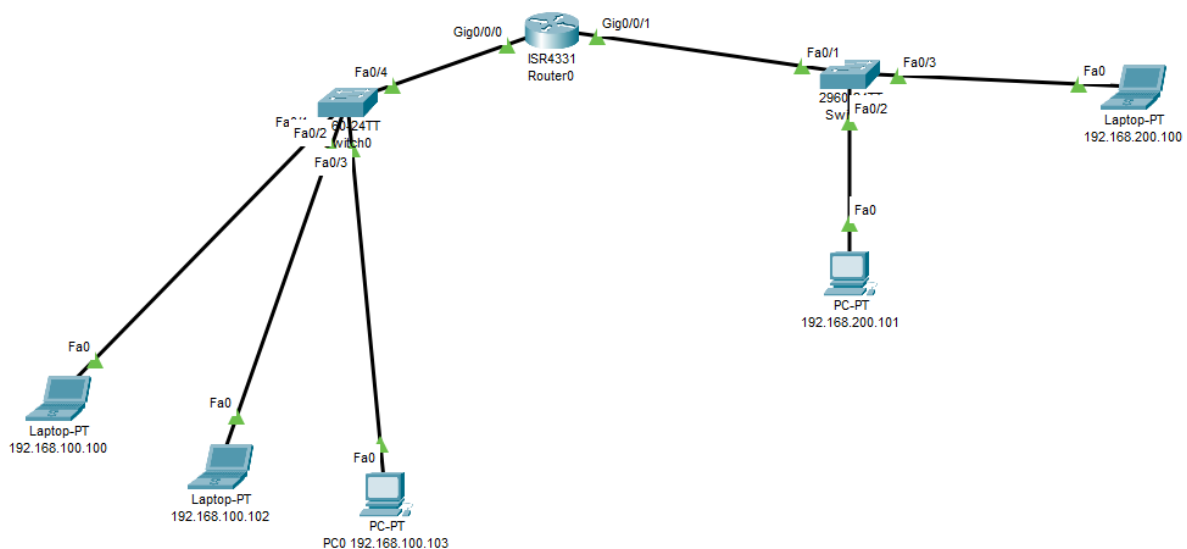 Gig0/0/0
Gig0/0/1
ISR4331
Router0
Fa0/4
Fa0/1
Fa0/3
Fa0
60-24TT
Fa0/2
Fa0/3
Fa0/2
Laptop-PT
192.168.200.100
Fa0
PC-PT
192.168.200.101
Fa0
Laptop-PT
192.168.100.100
Fa0
Laptop-PT
192.168.100.102
Fa0
PC-PT
PC0 192.168.100.103